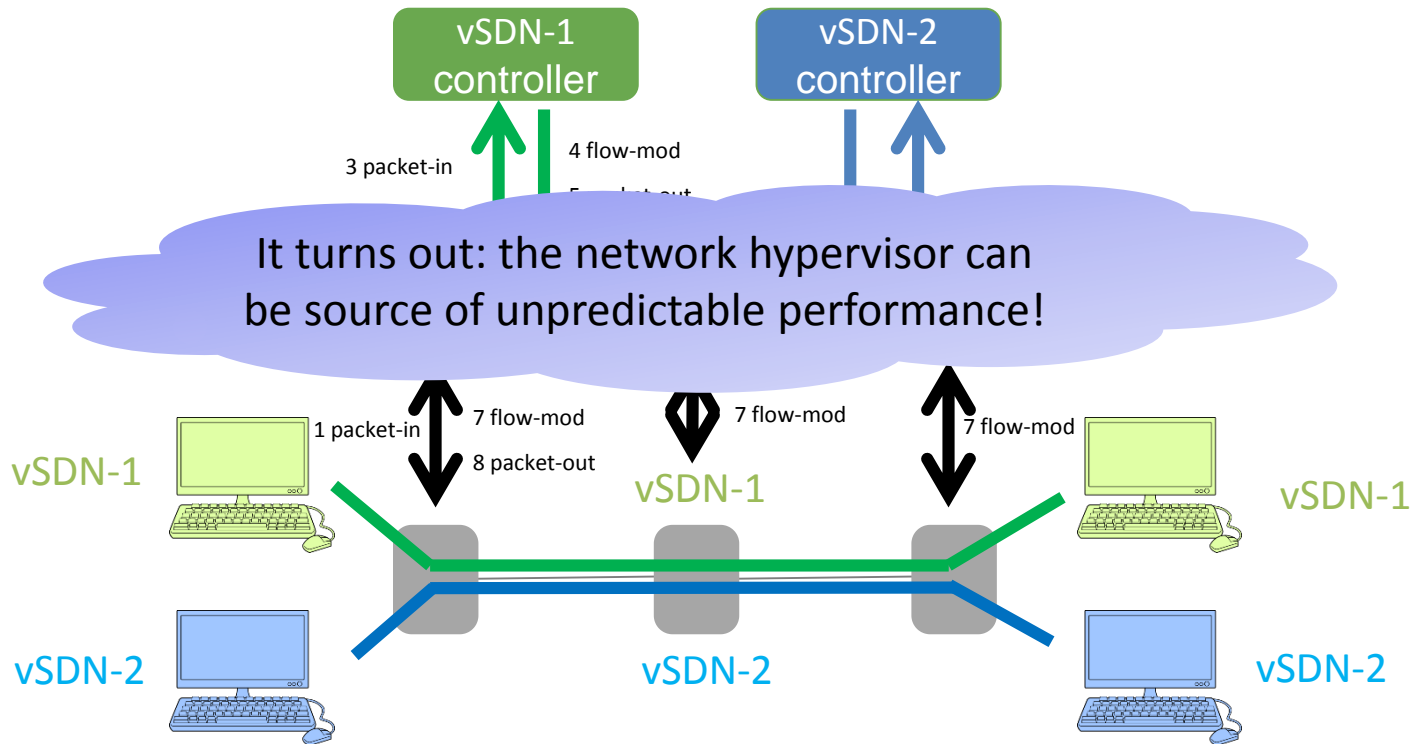 vSDN-1
controller
vSDN-2
controller
3 packet-in
4 flow-mod
It turns out: the network hypervisor can
be source of unpredictable performance!
1 packet-in
7 flow-mod
8 packet-out
7 flow-mod
7 flow-mod
vSDN-1
vSDN-1
vSDN-1
vSDN-2
vSDN-2
vSDN-2